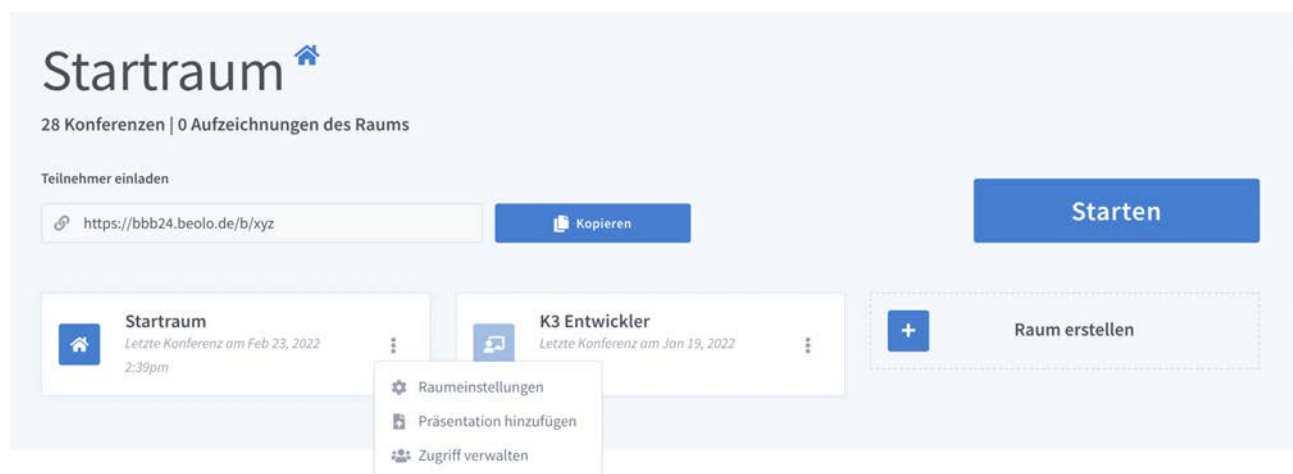 Startraum
28 Konferenzen | 0 Aufzeichnungen des Raums
Teilnehmer einladen
https://bbb24.beolo.de/b/xyz
Kopieren
Starten
Startraum
Letzte Konferenz am Feb 23, 2022
2:39pm
K3 Entwickler
Letzte Konferenz am Jan 19, 2022
Raum erstellen
Raumeinstellungen
Präsentation hinzufügen
Zugriff verwalten